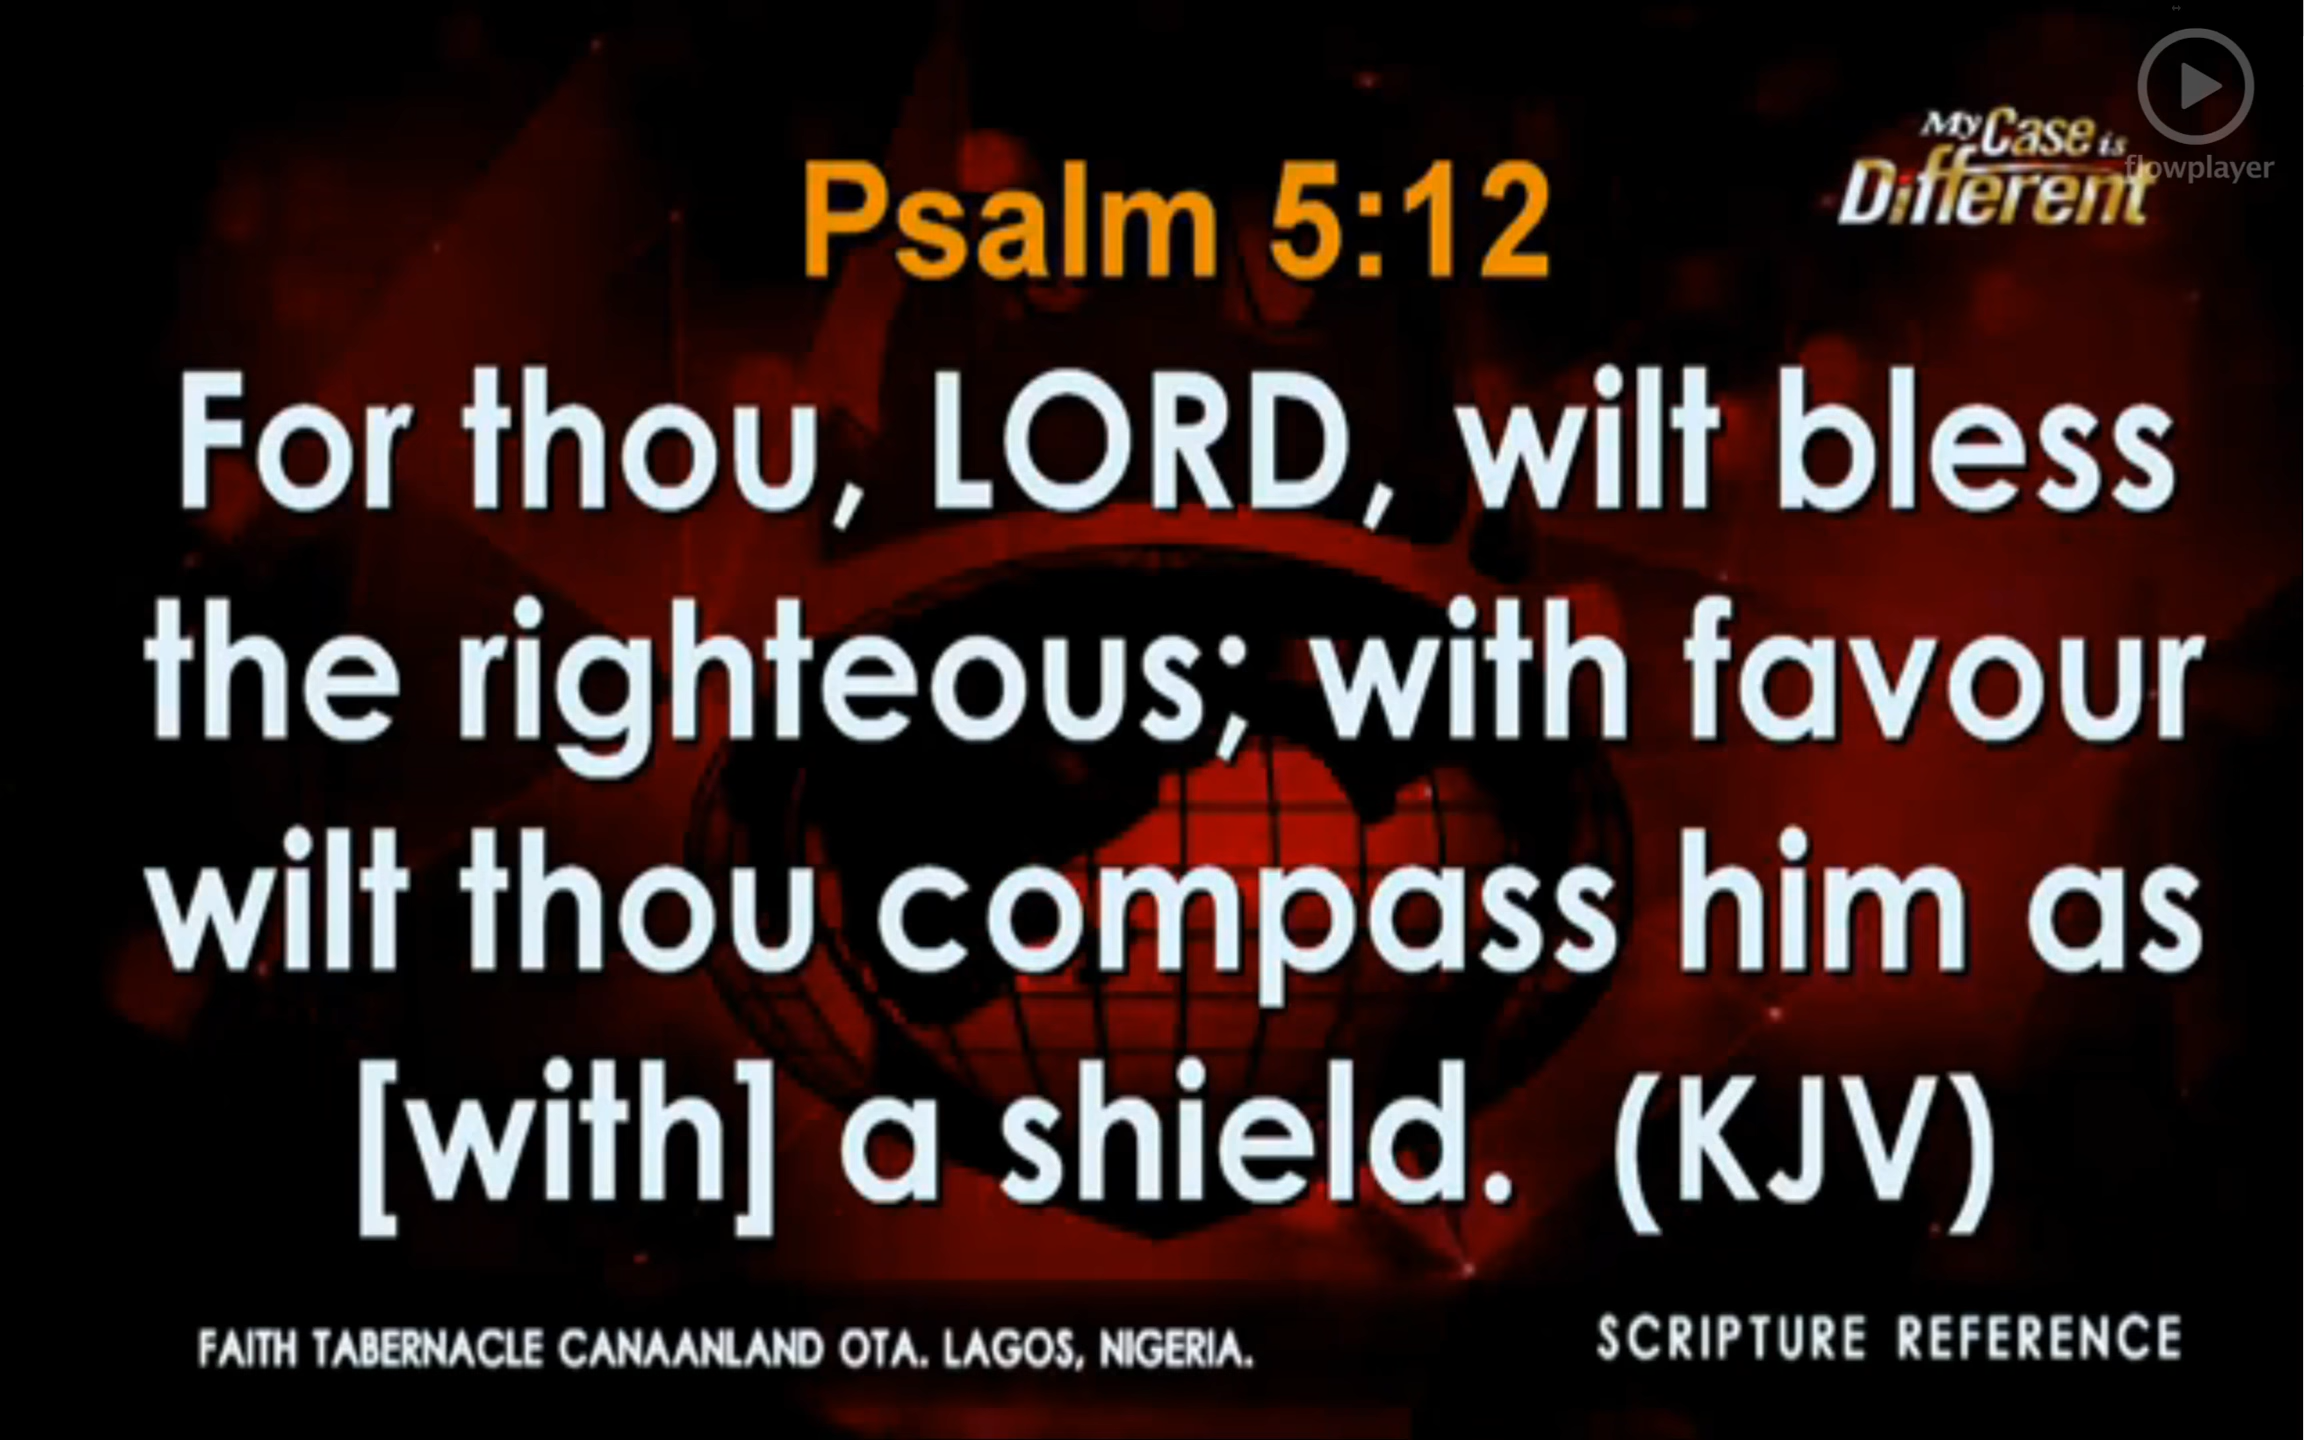 My Case is
Different
flowplayer
Psalm 5:12
For thou, LORD, wilt bless
the righteous; with favour
wilt thou compass him as
[with] a shield. (KJV)
FAITH TABERNACLE CANAANLAND OTA. LAGOS, NIGERIA.
SCRIPTURE REFERENCE